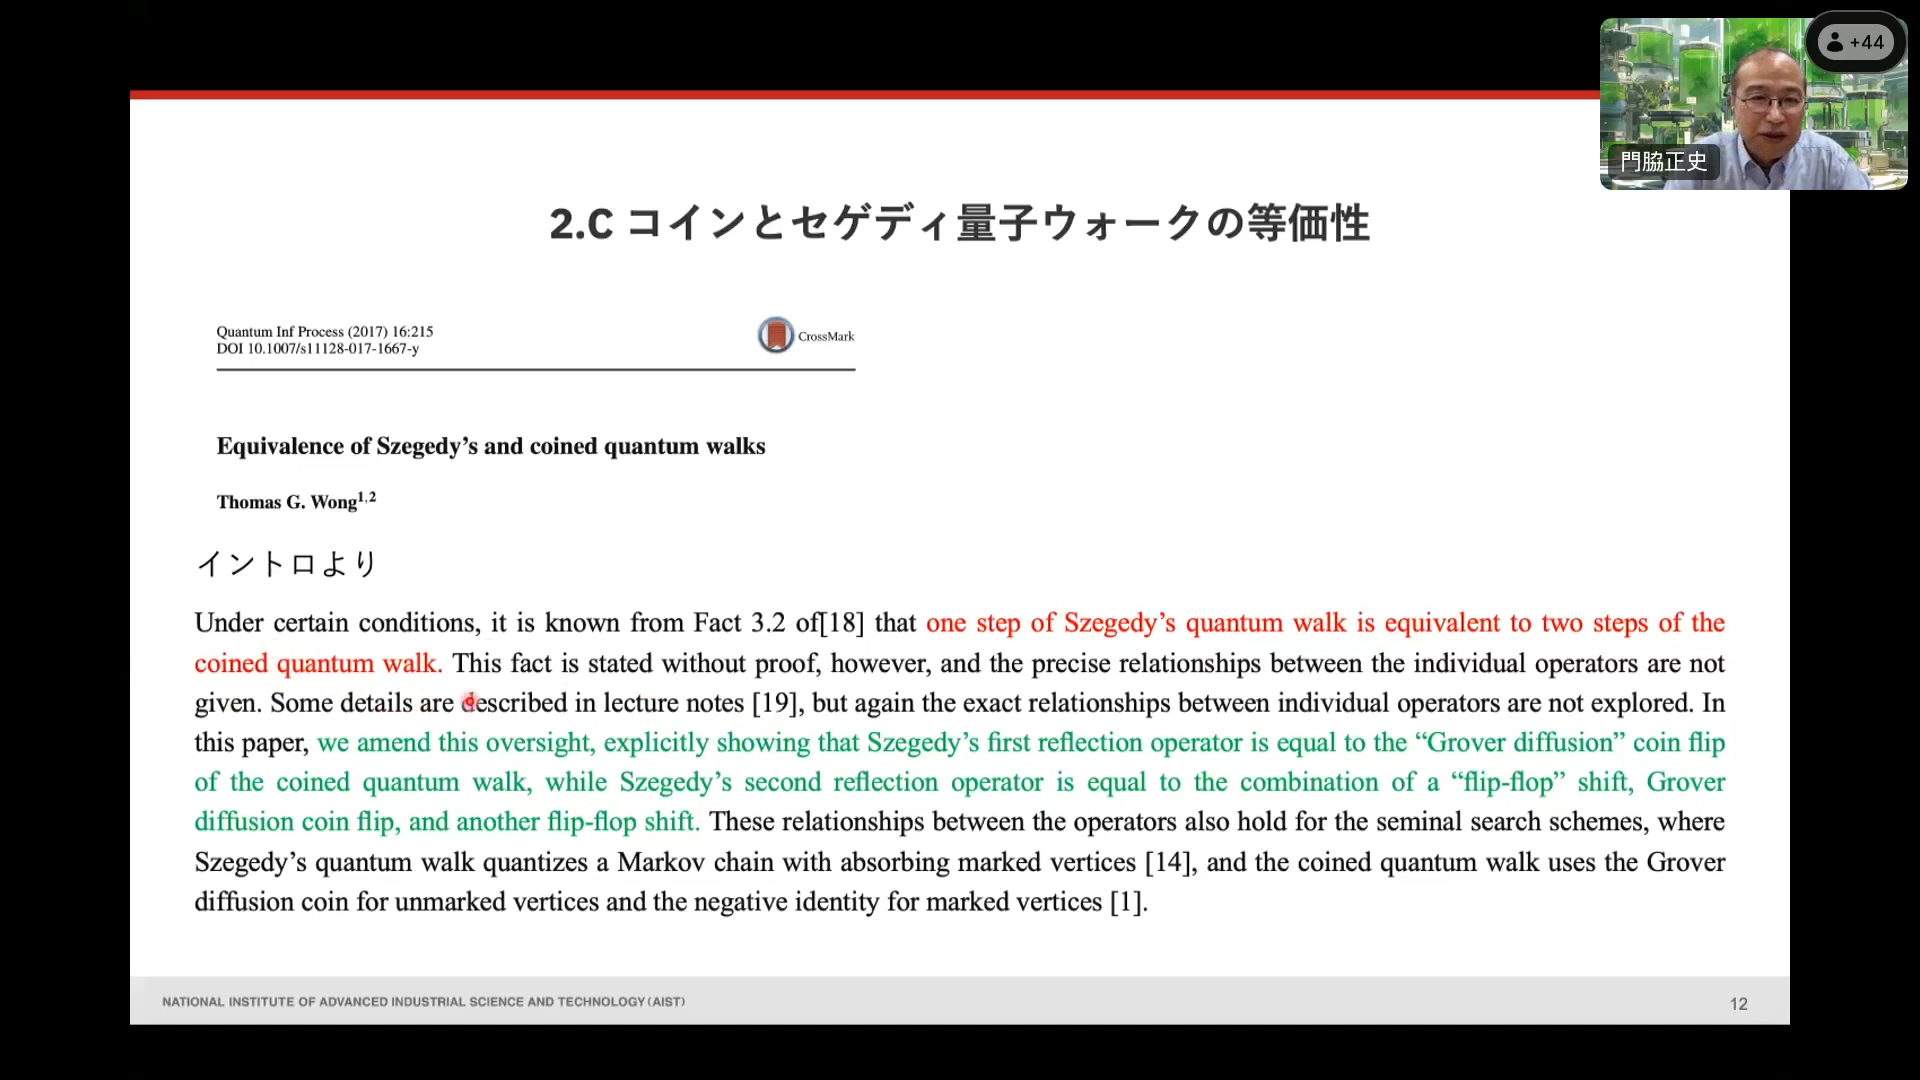 +44
門脇正史
2.C コインとセゲディ量子ウォークの等価性
Quantum Inf Process (2017) 16:215
DOI 10.1007/s11128-017-1667-y
CrossMark
Equivalence of Szegedy’s and coined quantum walks
Thomas G. Wong1,2
イントロより
Under certain conditions, it is known from Fact 3.2 of[18] that one step of Szegedy’s quantum walk is equivalent to two steps of the
coined quantum walk. This fact is stated without proof, however, and the precise relationships between the individual operators are not
given. Some details are described in lecture notes [19], but again the exact relationships between individual operators are not explored. In
this paper, we amend this oversight, explicitly showing that Szegedy’s first reflection operator is equal to the “Grover diffusion” coin flip
of the coined quantum walk, while Szegedy’s second reflection operator is equal to the combination of a “flip-flop” shift, Grover
diffusion coin flip, and another flip-flop shift. These relationships between the operators also hold for the seminal search schemes, where
Szegedy’s quantum walk quantizes a Markov chain with absorbing marked vertices [14], and the coined quantum walk uses the Grover
diffusion coin for unmarked vertices and the negative identity for marked vertices [1].
NATIONAL INSTITUTE OF ADVANCED INDUSTRIAL SCIENCE AND TECHNOLOGY (AIST)
12